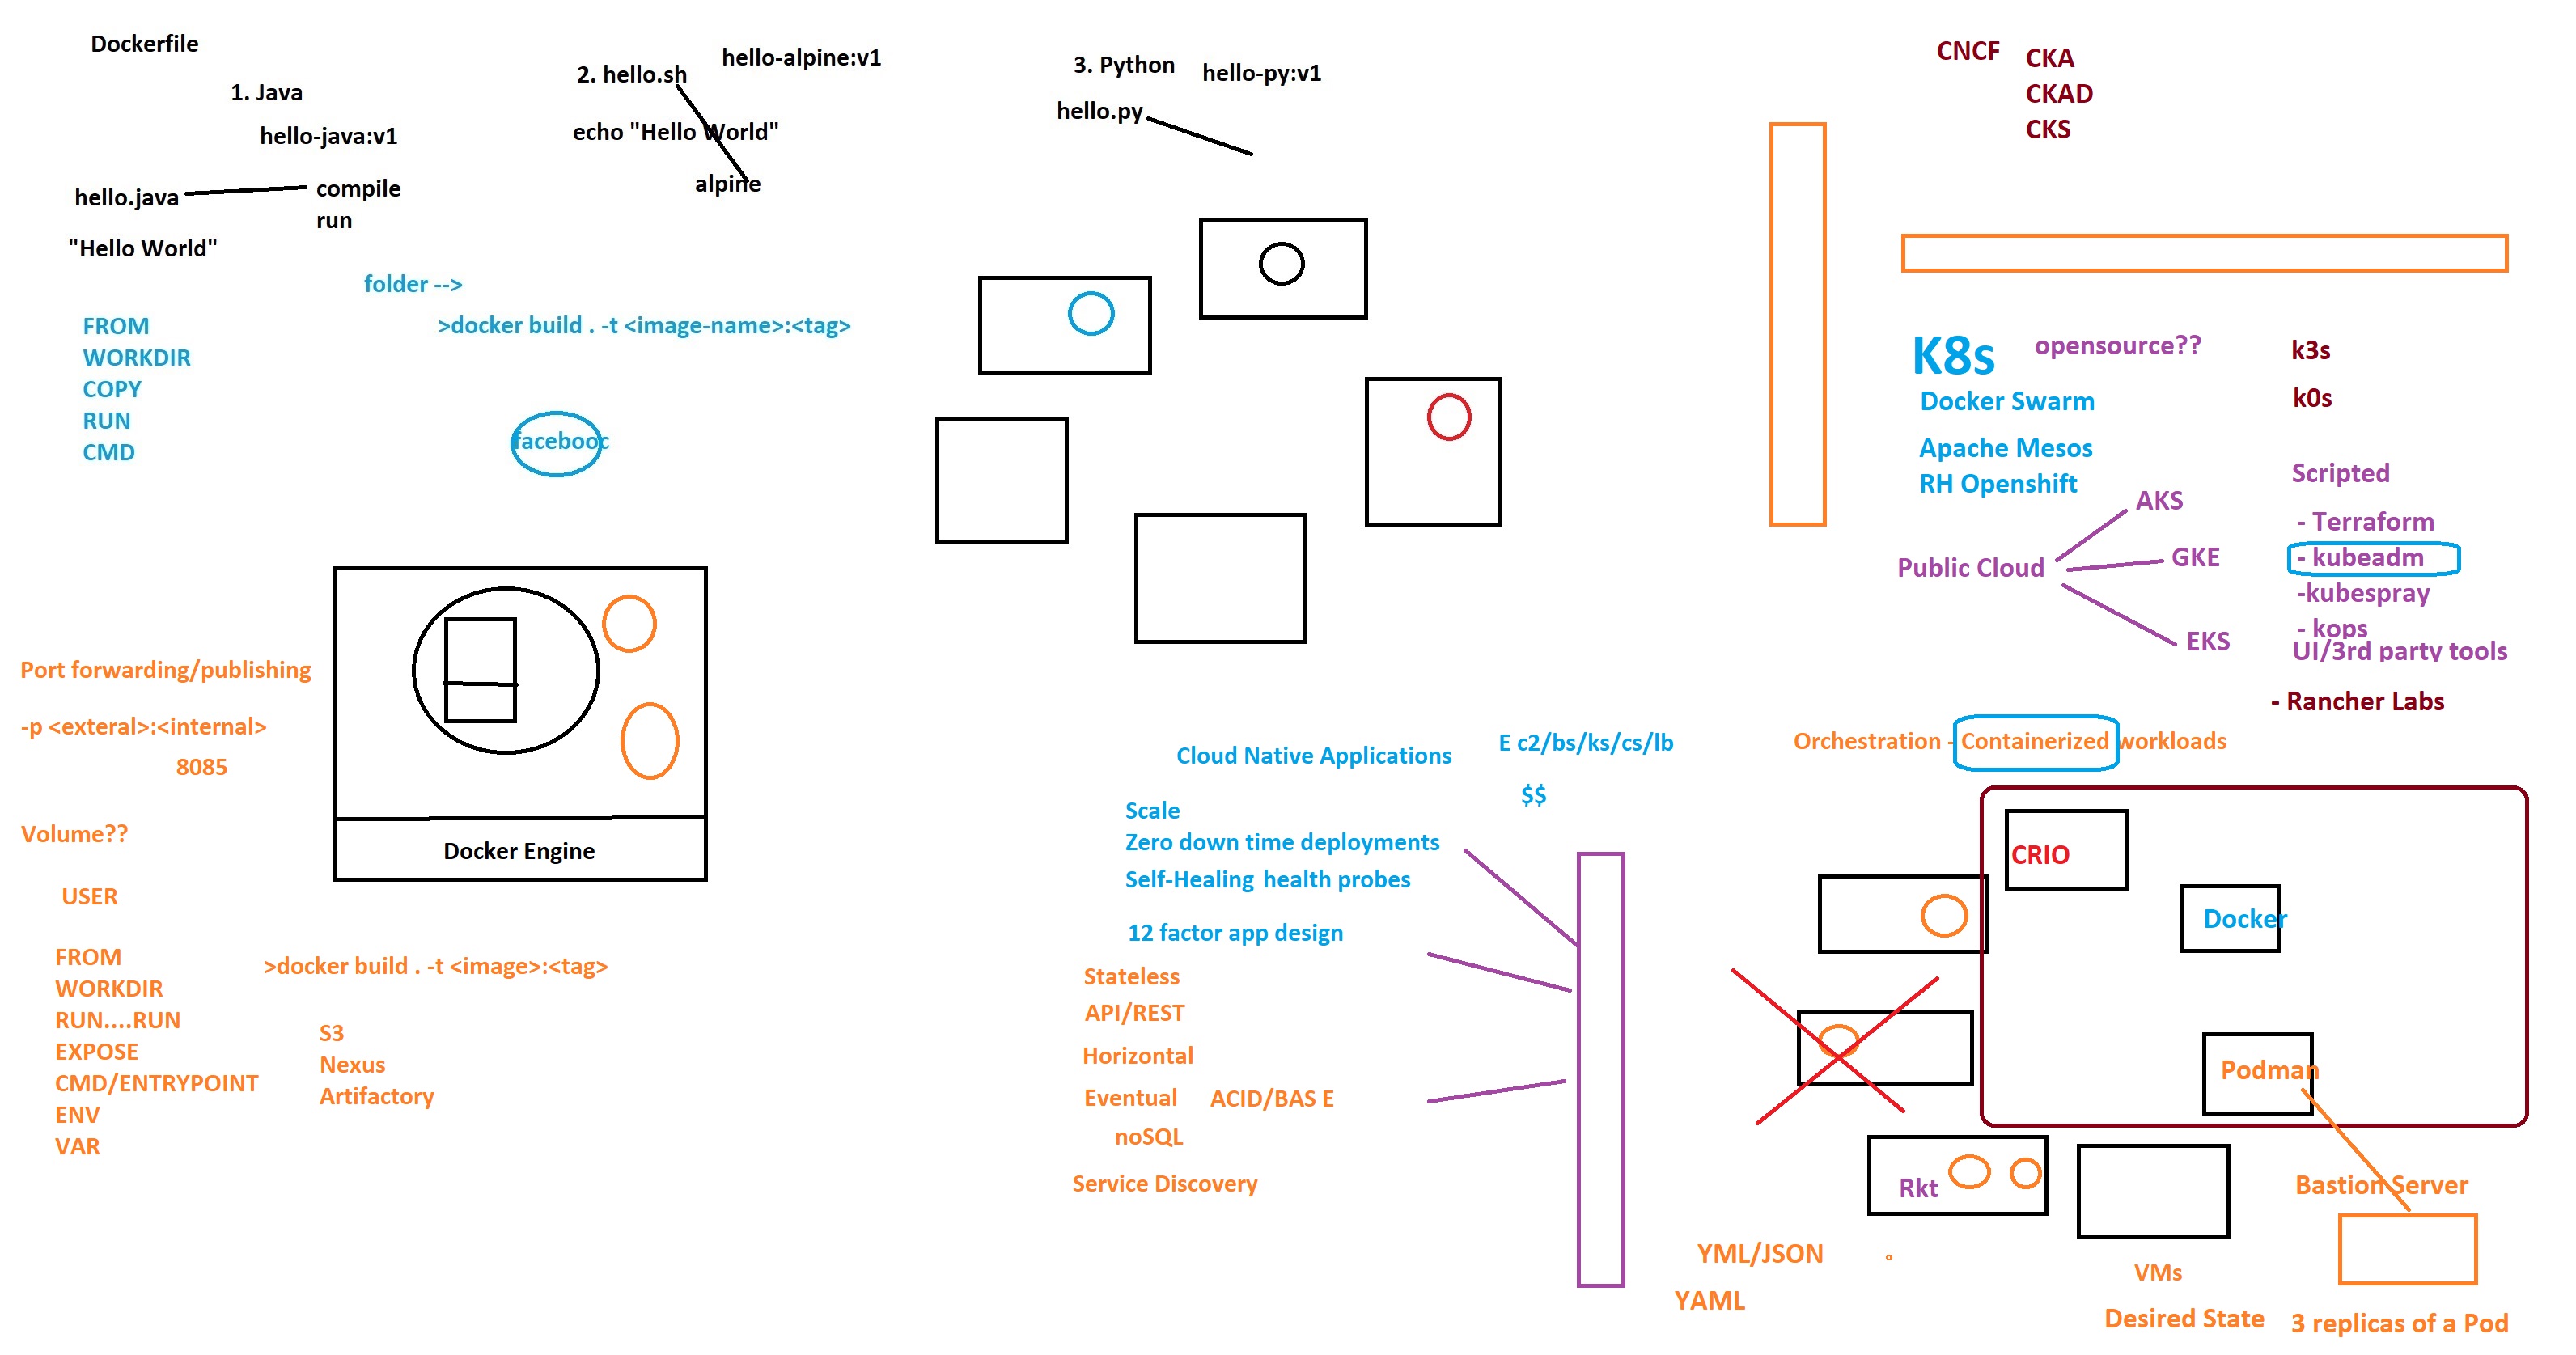 Dockerfile
1. Java
hello-java:v1
hello.java
compile
run
"Hello World"
2. hello.sh
hello-alpine:v1
echo "Hello World"
alpine
3. Python
hello-py:v1
hello.py
CNCF
CKA
CKAD
CKS
folder -->
>docker build . -t <image-name>:<tag>
FROM
WORKDIR
COPY
RUN
CMD
facebooc
K8s
opensource??
k3s
k0s
Docker Swarm
Apache Mesos
RH Openshift
Public Cloud
AKS
GKE
EKS
Scripted
- Terraform
- kubeadm
-kubespray
- kops
UI/3rd party tools
- Rancher Labs
Port forwarding/publishing
-p <exteral>:<internal>
8085
Volume??
USER
Docker Engine
FROM
WORKDIR
RUN....RUN
EXPOSE
CMD/ENTRYPOINT
ENV
VAR
>docker build . -t <image>:<tag>
S3
Nexus
Artifactory
Cloud Native Applications
E c2/bs/ks/cs/lb
$$
Scale
Zero down time deployments
Self-Healing health probes
12 factor app design
Stateless
API/REST
Horizontal
Eventual ACID/BAS E
noSQL
Service Discovery
Orchestration - Containerized workloads
CRIO
Docker
Podman
Rkt
Bastion Server
YML/JSON
YAML
VMs
Desired State
3 replicas of a Pod